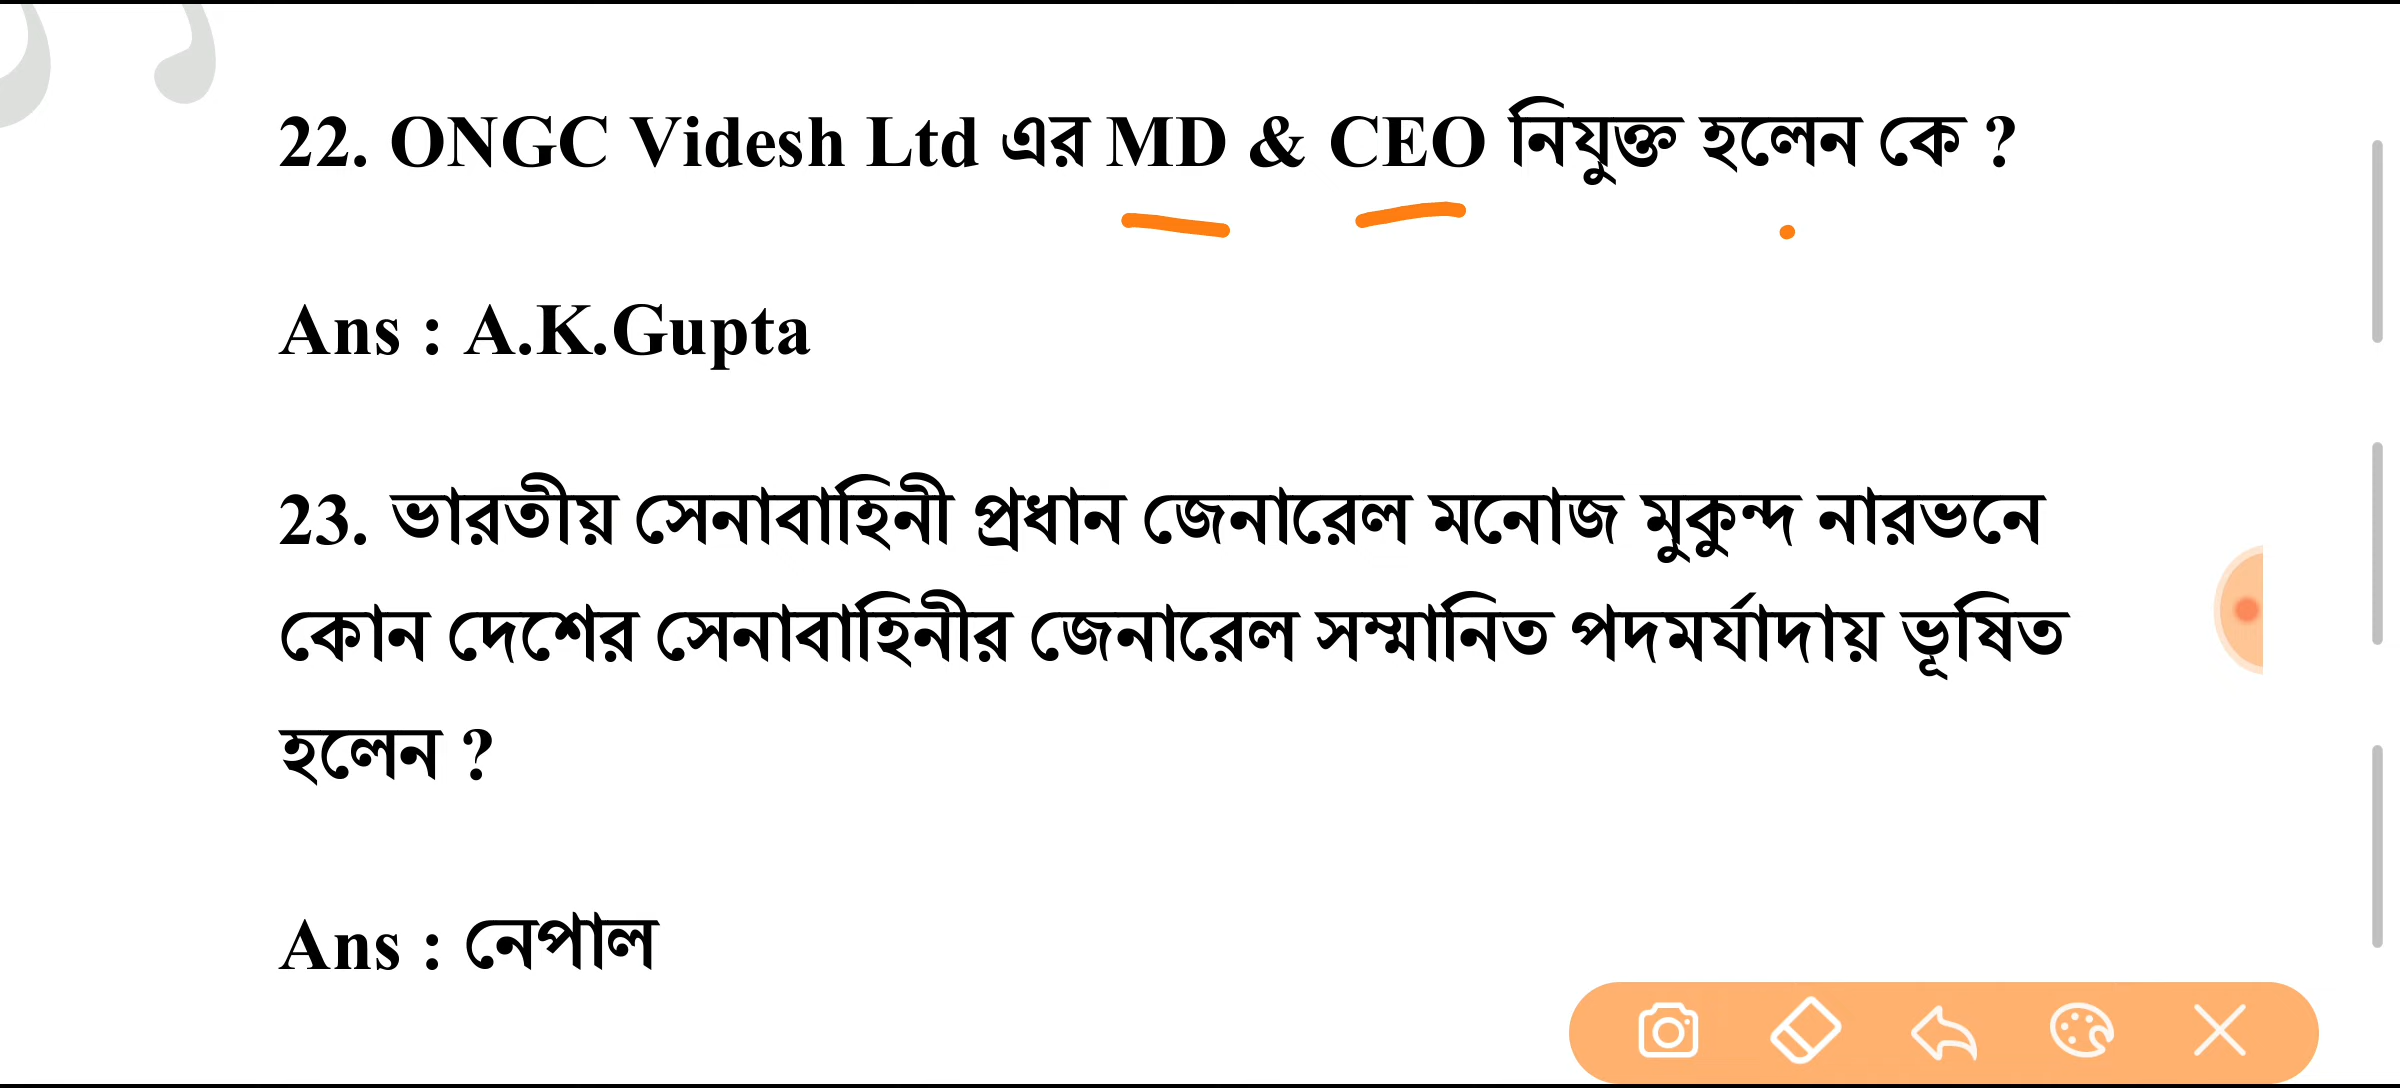 22. ONGC Videsh Ltd এর MD & CEO নিযুক্ত হলেন কে ?
Ans : A.K.Gupta
23. ভারতীয় সেনাবাহিনী প্রধান জেনারেল মনোজ মুকুন্দ নারভনে
কোন দেশের সেনাবাহিনীর জেনারেল সম্মানিত পদমর্যাদায় ভূষিত
হলেন ?
Ans : নেপাল